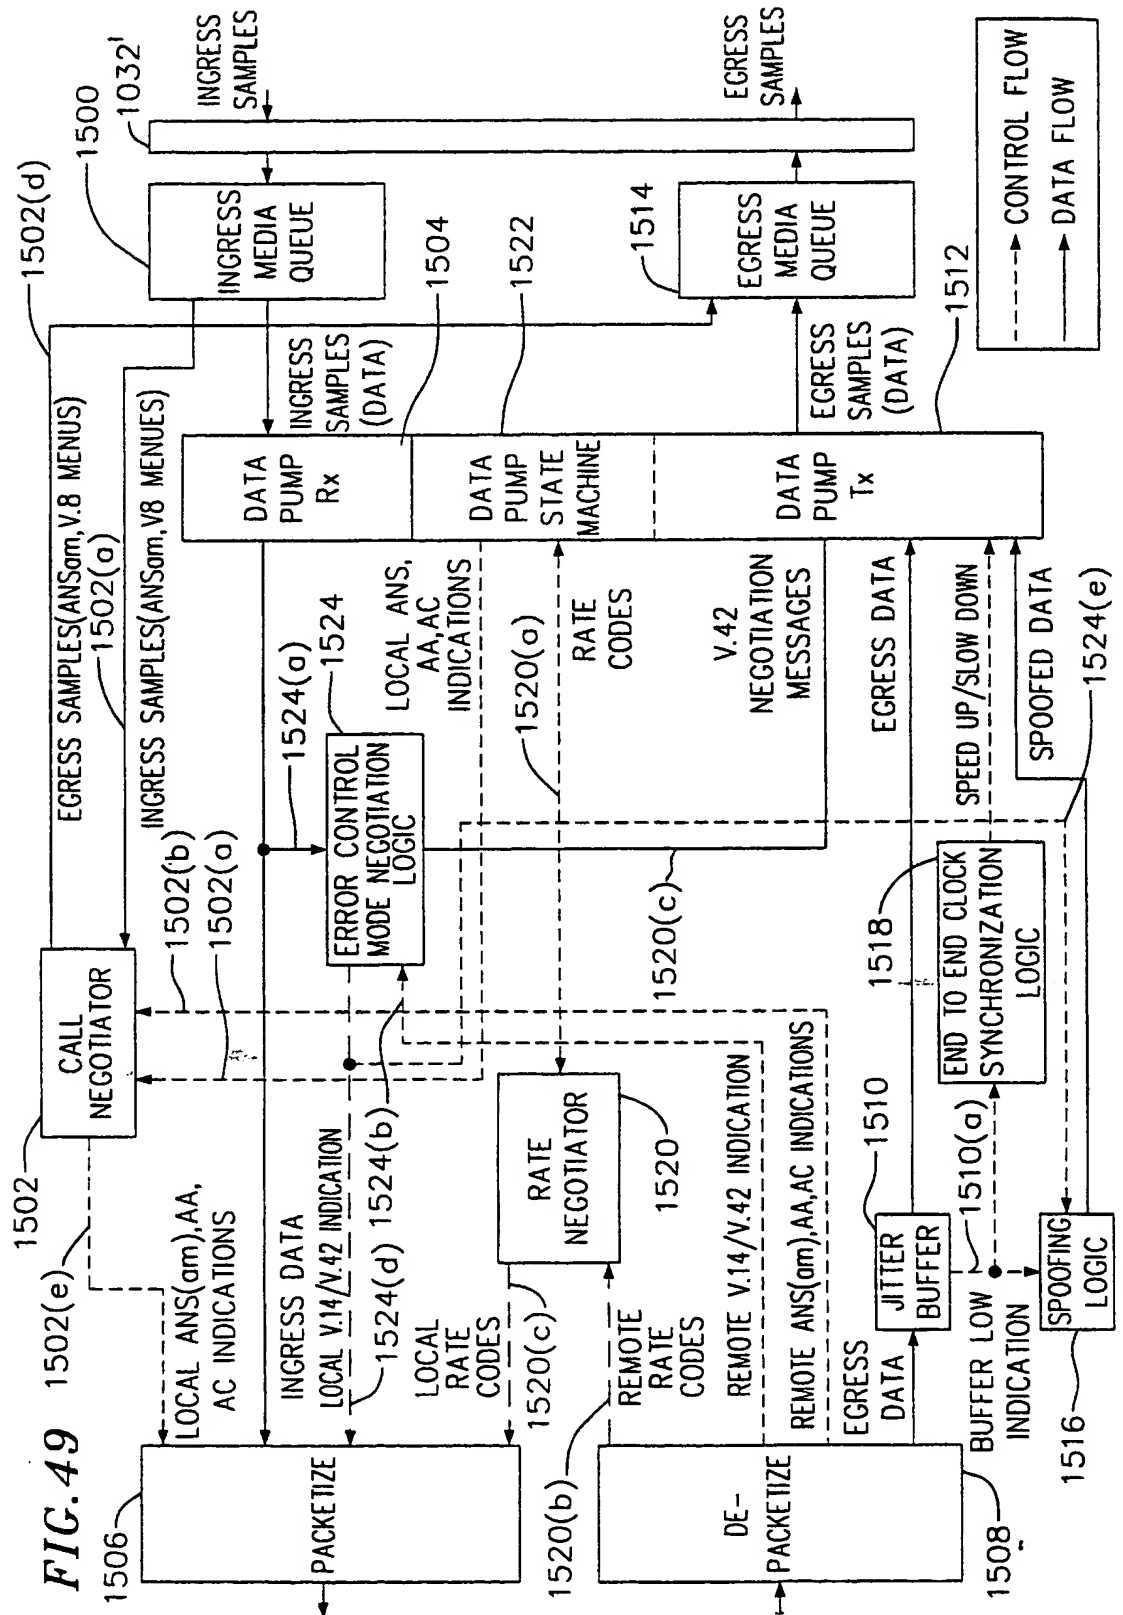 FIG. 49
1506
PACKETIZE
1520(b)
DE-
PACKETIZE
1508
1502
1502(e)
LOCAL ANS(am),AA,
AC INDICATIONS
INGRESS DATA
LOCAL V.14/V.42 INDICATION
1524(d)
1524(b)
LOCAL
RATE
CODES
1520(c)
REMOTE
RATE
CODES
REMOTE V.14/V.42 INDICATION
REMOTE ANS(am),AA,AC INDICATIONS
EGRESS
DATA
BUFFER LOW
INDICATION
1516
CALL
NEGOTIATOR
1502(b)
1502(a)
RATE
NEGOTIATOR
1520
1510
JITTER
BUFFER
1510(a)
SPOOFING
LOGIC
EGRESS SAMPLES(ANSam,V.8 MENUS)
1502(a)
INGRESS SAMPLES(ANSam,V8 MENUES)
1524(a)
1524
ERROR CONTROL
MODE NEGOTIATION
LOGIC
1520(c)
1518
END TO END CLOCK
SYNCHRONIZATION
LOGIC
LOCAL ANS,
AA,AC
INDICATIONS
1520(a)
RATE
CODES
V.42
NEGOTIATION
MESSAGES
EGRESS DATA
SPEED UP/SLOW DOWN
SPOOFED DATA
1524(e)
DATA
PUMP
Rx
DATA
PUMP
STATE
MACHINE
DATA
PUMP
Tx
1502(d)
INGRESS
SAMPLES
(DATA)
1504
1522
EGRESS
SAMPLES
(DATA)
1512
1500
INGRESS
MEDIA
QUEUE
1514
EGRESS
MEDIA
QUEUE
1032'
INGRESS
SAMPLES
EGRESS
SAMPLES
CONTROL FLOW
DATA FLOW